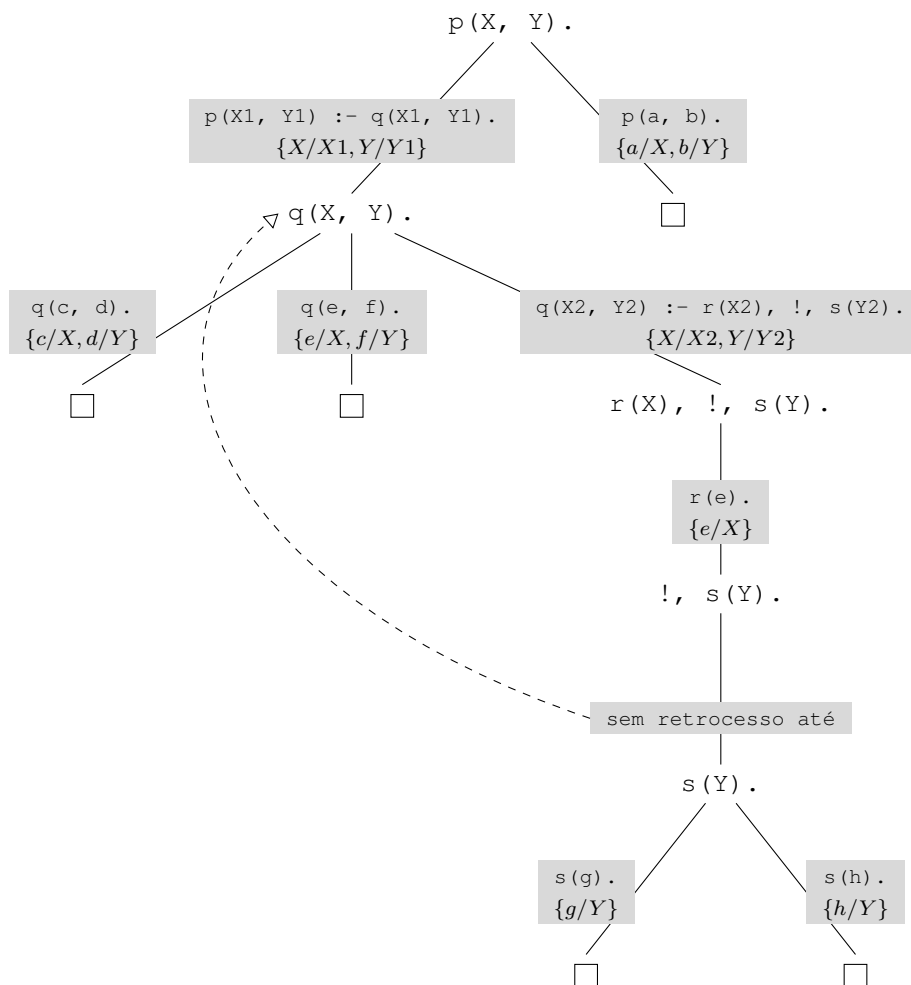 p(X, Y).
p(X1, Y1) :- q(X1, Y1).
{X/X1, Y/Y1}
p(a, b).
{a/X, b/Y}
q(X, Y).
q(c, d).
{c/X, d/Y}
q(e, f).
{e/X, f/Y}
q(X2, Y2) :- r(X2), !, s(Y2).
{X/X2, Y/Y2}
r(X), !, s(Y).
r(e).
{e/X}
!, s(Y).
sem retrocesso até
s(Y).
s(g).
{g/Y}
s(h).
{h/Y}